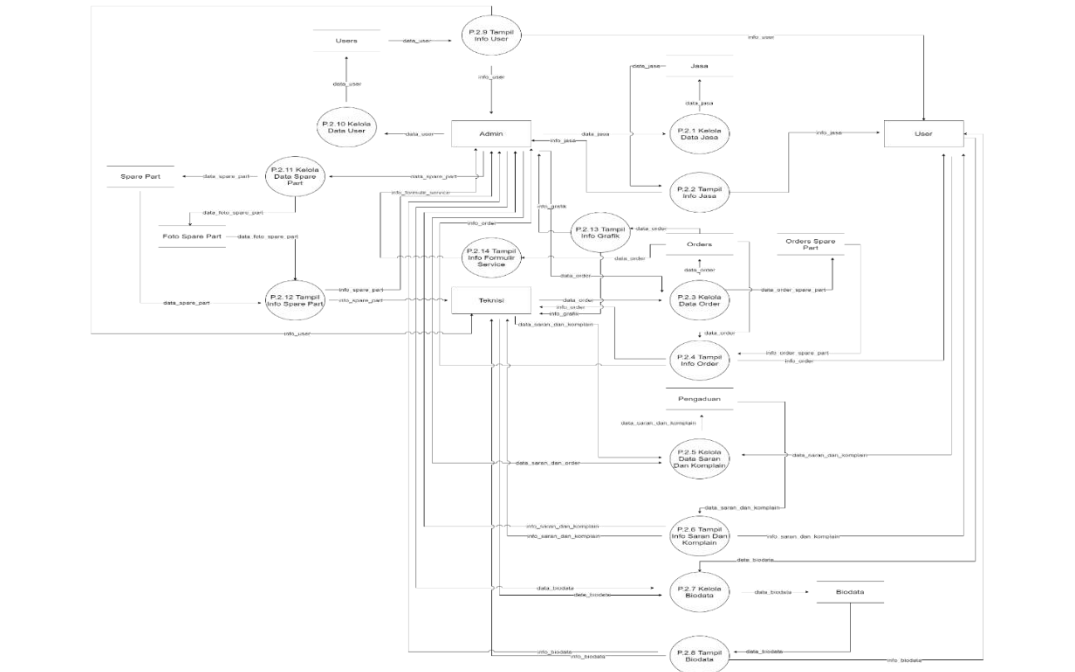 P.2.9 Tampil
Info User
Users
data_user
info_user
info_user
data_user
P.2.10 Kelola
Data User
data_user
Admin
Jasa
data_jasa
data_jasa
data_jasa
P.2.1 Kelola
Data Jasa
info_jasa
info_jasa
User
P.2.2 Tampil
Info Jasa
Spare Part
data_spare_part
P.2.11 Kelola
Data Spare
Part
data_spare_part
info_formulir_service
data_foto_spare_part
Foto Spare Part
data_foto_spare_part
info_grafik
info_order
P.2.13 Tampil
Info Grafik
data_order
Orders
Orders Spare
Part
P.2.14 Tampil
Info Formulir
Service
data_order
data_order
data_order
P.2.3 Kelola
Data Order
data_order_spare_part
data_spare_part
P.2.12 Tampil
Info Spare Part
info_spare_part
info_spare_part
Teknisi
data_order
info_order
info_grafik
data_saran_dan_komplain
info_user
data_order
P.2.4 Tampil
Info Order
info_order_spare_part
info_order
Pengaduan
data_saran_dan_komplain
P.2.5 Kelola
Data Saran
Dan Komplain
data_saran_dan_komplain
data_saran_dan_order
data_saran_dan_komplain
P.2.6 Tampil
Info Saran Dan
Komplain
info_saran_dan_komplain
info_saran_dan_komplain
info_saran_dan_komplain
data_biodata
P.2.7 Kelola
Biodata
data_biodata
data_biodata
data_biodata
Biodata
data_biodata
P.2.8 Tampil
Biodata
info_biodata
info_biodata
info_biodata